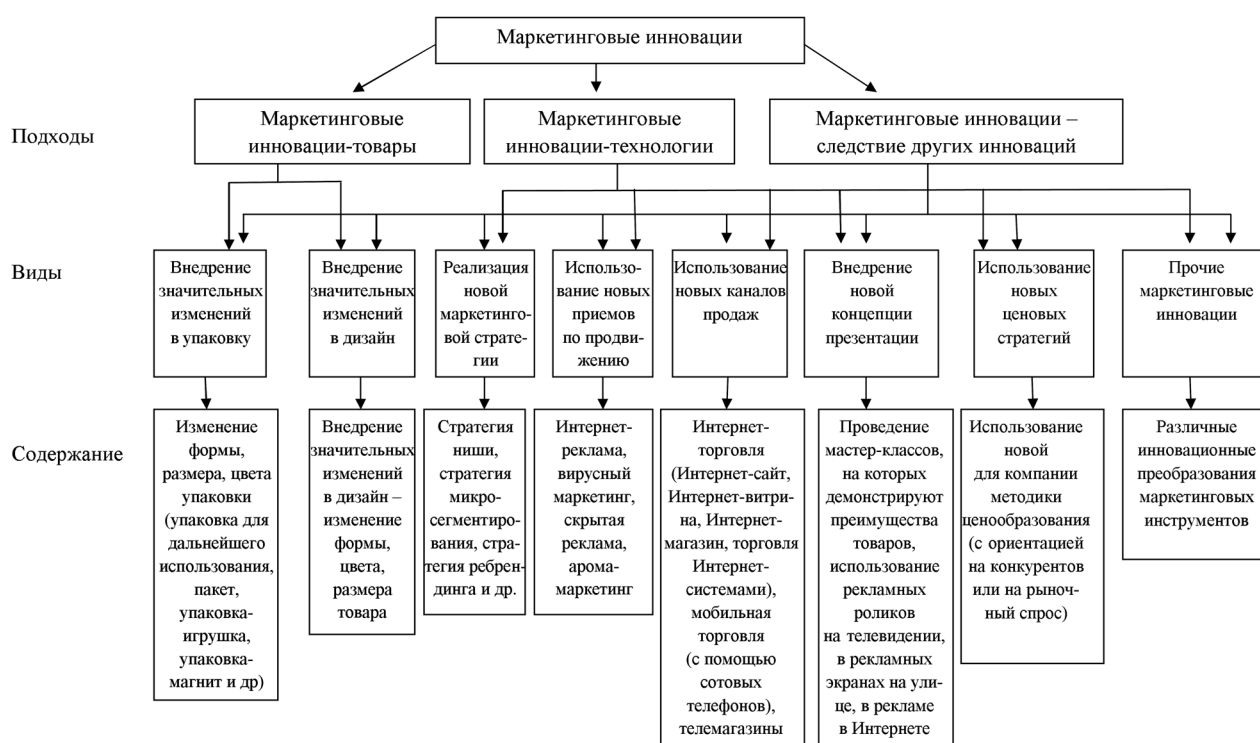 Маркетинговые инновации
Подходы
Маркетинговые
инновации-товары
Маркетинговые
инновации-технологии
Маркетинговые инновации –
следствие других инноваций
Виды
Внедрение
значительных
изменений
в упаковку
Внедрение
значительных
изменений
в дизайн
Реализация
новой
маркетинго-
вой страте-
гии
Использо-
вание новых
приемов
по продви-
жению
Использование
новых каналов
продаж
Внедрение
новой
концепции
презентации
Использование
новых
ценовых
стратегий
Прочие
маркетинговые
инновации
Содержание
Изменение
формы,
размера, цвета
упаковки
(упаковка для
дальнейшего
использования,
пакет,
упаковка-
игрушка,
упаковка-
магнит и др)
Внедрение
значительных
изменений
в дизайн –
изменение
формы,
цвета,
размера
товара
Стратегия
ниши,
стратегия
микро-
сегментиро-
вания, стра-
тегия ребрен-
динга и др.
Интернет-
реклама,
вирусный
маркетинг,
скрытая
реклама,
арома-
маркетинг
Интернет-
торговля
(Интернет-сайт,
Интернет-витри-
на, Интернет-
магазин, торговля
Интернет-
системами),
мобильная
торговля
(с помощью
сотовых
телефонов),
телемагазины
Проведение
мастер-классов,
на которых
демонстрируют
преимущества
товаров,
использование
рекламных
роликов
на телевидении,
в рекламных
экранах на ули-
це, в рекламе
в Интернете
Использование
новой
для компании
методики
ценообразования
(с ориентацией
на конкурентов
или на рыноч-
ный спрос)
Различные
инновационные
преобразования
маркетинговых
инструментов